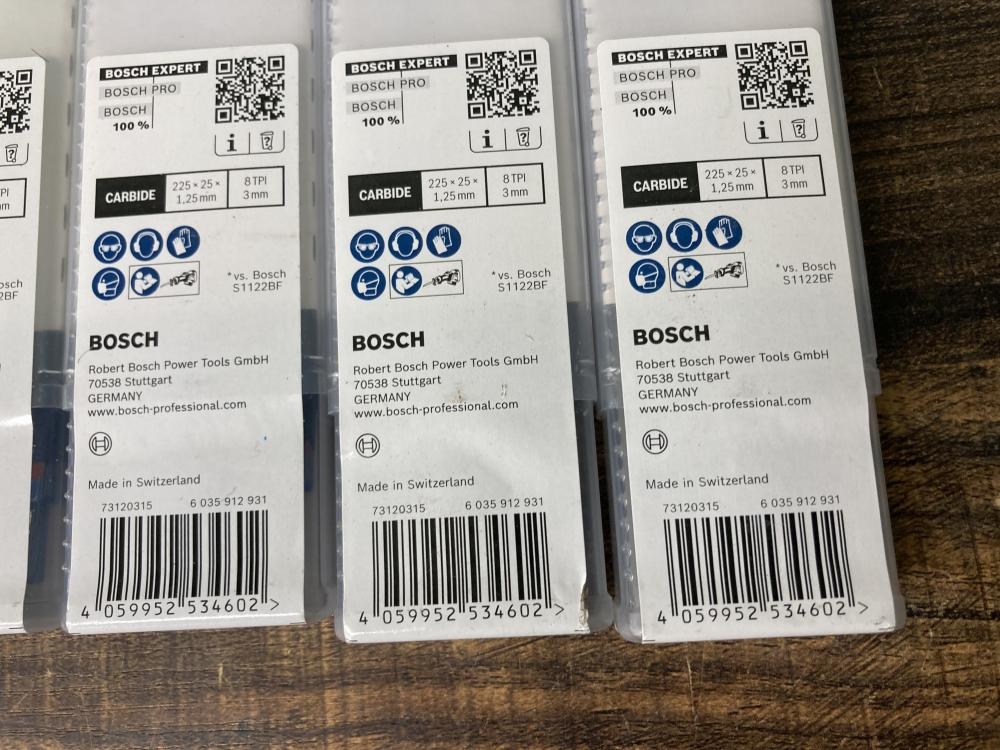 PI
m
osch
2BF
BOSCH EXPERT
BOSCH PRO
BOSCH
100 %
i
?
CARBIDE
225 × 25 ×
1,25 mm
8 TPI
3 mm
*vs. Bosch
S1122BF
BOSCH
Robert Bosch Power Tools GmbH
70538 Stuttgart
GERMANY
www.bosch-professional.com
Made in Switzerland
73120315 6 035 912 931
4 059952 534602 >
BOSCH EXPERT
BOSCH PRO
BOSCH
100 %
i
?
CARBIDE
225 × 25 ×
1,25 mm
8 TPI
3 mm
*vs. Bosch
S1122BF
BOSCH
Robert Bosch Power Tools GmbH
70538 Stuttgart
GERMANY
www.bosch-professional.com
Made in Switzerland
73120315 6 035 912 931
4 059952 534602 >
BOSCH EXPERT
BOSCH PRO
BOSCH
100 %
i
?
CARBIDE
225 × 25 ×
1,25 mm
8 TPI
3 mm
*vs. Bosch
S1122BF
BOSCH
Robert Bosch Power Tools GmbH
70538 Stuttgart
GERMANY
www.bosch-professional.com
Made in Switzerland
73120315 6 035 912 931
4 059952 534602 >